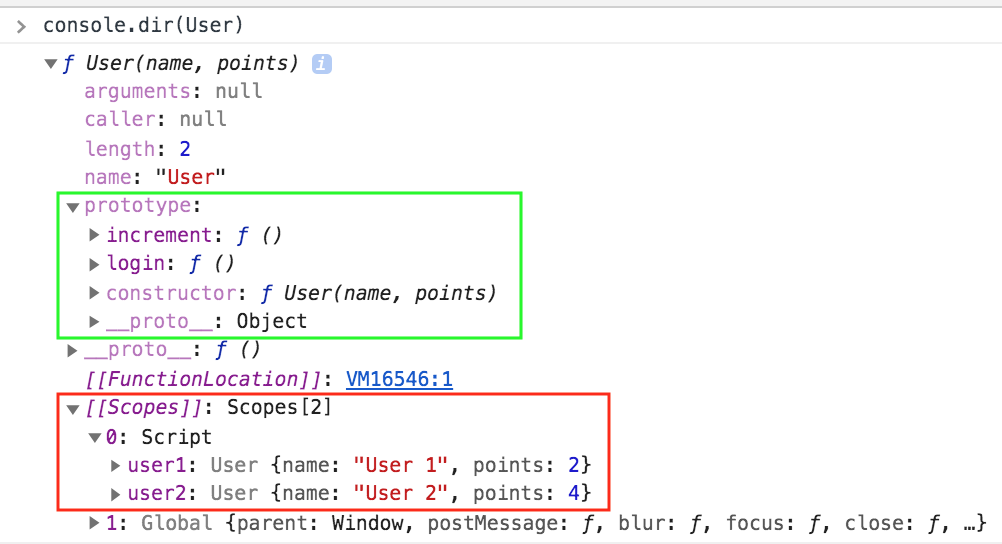 > console.dir(User)
▼ƒ User(name, points) i
arguments: null
caller: null
length: 2
name: "User"
▼prototype:
▶increment: ƒ ()
▶login: ƒ ()
▶constructor: ƒ User(name, points)
▶__proto__: Object
▶__proto__: ƒ ()
[[FunctionLocation]]: VM16546:1
▼[[Scopes]]: Scopes[2]
▼0: Script
▶user1: User {name: "User 1", points: 2}
▶user2: User {name: "User 2", points: 4}
▶1: Global {parent: Window, postMessage: ƒ, blur: ƒ, focus: ƒ, close: ƒ, …}